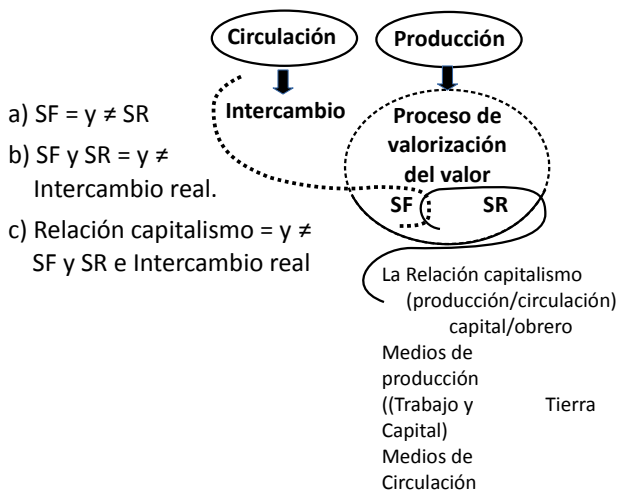 Circulación
Producción
Intercambio
Proceso de
valorización
del valor
SF
SR
a) SF = y ≠ SR
b) SF y SR = y ≠
Intercambio real.
c) Relación capitalismo = y ≠
SF y SR e Intercambio real
La Relación capitalismo
(producción/circulación)
capital/obrero
Medios de
producción
((Trabajo y Tierra
Capital)
Medios de
Circulación